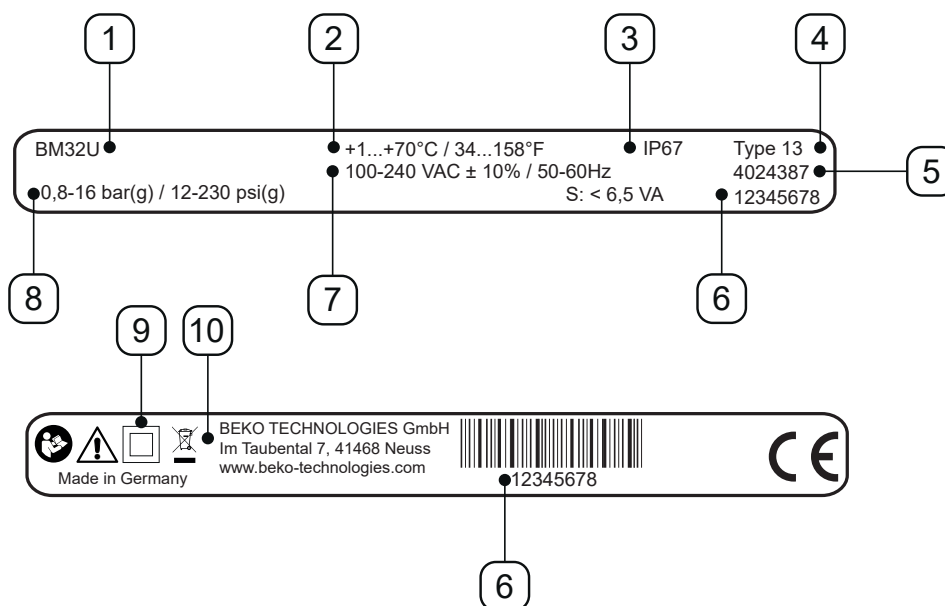 1 2 3 4
BM32U +1...+70°C / 34...158°F IP67 Type 13
100-240 VAC ± 10% / 50-60Hz 4024387
5
0,8-16 bar(g) / 12-230 psi(g) S: < 6,5 VA 12345678
8 7 6
9 10
BEKO TECHNOLOGIES GmbH
Im Taubental 7, 41468 Neuss
www.beko-technologies.com
Made in Germany
12345678
CE
6